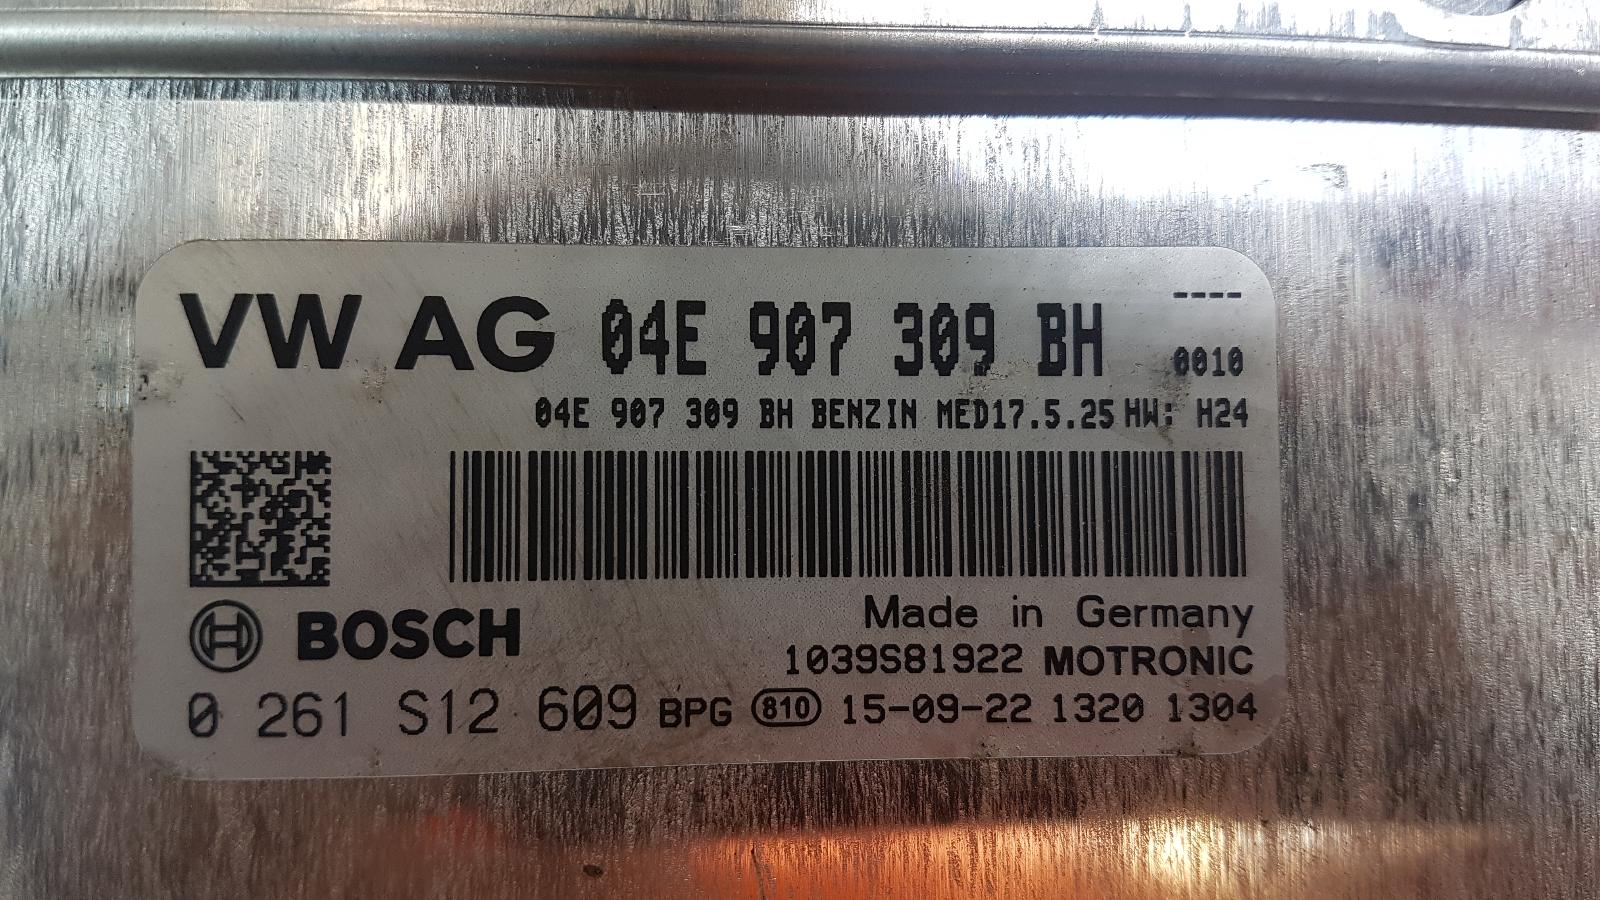 VW AG 04E 907 309 BH ----
0010
04E 907 309 BH BENZIN MED17.5.25 HW: H24
BOSCH
Made in Germany
1039S81922 MOTRONIC
0 261 S12 609 BPG 810 15-09-22 1320 1304